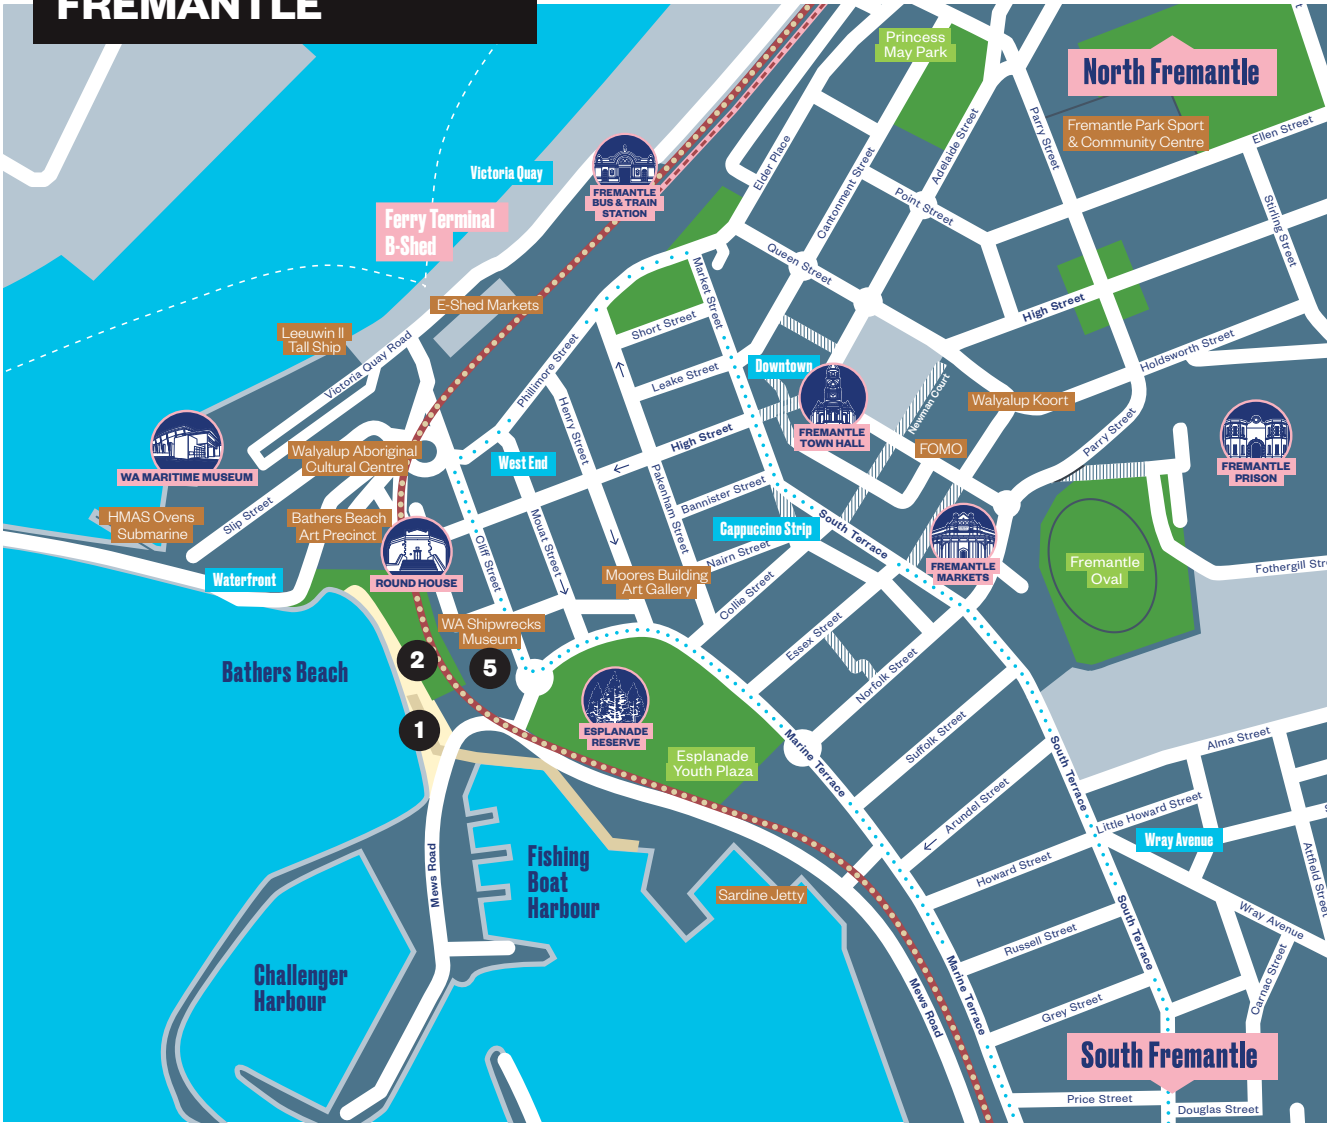 FREMANTLE
Princess
May Park
North Fremantle
Fremantle Park Sport
& Community Centre
Ellen Street
Parry Street
Adelaide Street
Elder Place
Cantonment Street
Point Street
Stirling Street
Victoria Quay
FREMANTLE
BUS & TRAIN
STATION
Ferry Terminal
B-Shed
Queen Street
Market Street
High Street
E-Shed Markets
Short Street
Holdsworth Street
Leeuwin II
Tall Ship
Victoria Quay Road
Phillimore Street
Leake Street
Downtown
Newman Court
Walyalup Koort
Henry Street
High Street
FREMANTLE
TOWN HALL
Parry Street
FOMO
WA MARITIME MUSEUM
Walyalup Aboriginal
Cultural Centre
West End
FREMANTLE
PRISON
Pakenham Street
Bannister Street
HMAS Ovens
Submarine
Slip Street
Bathers Beach
Art Precinct
Mouat Street
Cappuccino Strip
South Terrace
Cliff Street
Nairn Street
FREMANTLE
MARKETS
Fremantle
Oval
Fothergill Stre
Waterfront
ROUND HOUSE
Moores Building
Art Gallery
Collie Street
Essex Street
WA Shipwrecks
Museum
2
5
Norfolk Street
Bathers Beach
1
ESPLANADE
RESERVE
Esplanade
Youth Plaza
Marine Terrace
Suffolk Street
South Terrace
Alma Street
Arundel Street
Little Howard Street
S
Wray Avenue
Mews Road
Fishing
Boat
Harbour
Howard Street
Attfield Street
Sardine Jetty
Wray Avenue
South Terrace
Russell Street
Challenger
Harbour
Mews Road
Marine Terrace
Carnac Street
Grey Street
South Fremantle
Price Street
Douglas Street